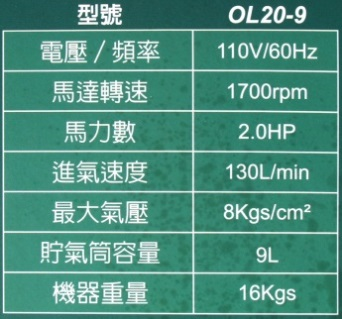 型號 OL20-9
電壓／頻率 110V/60Hz
馬達轉速 1700rpm
馬力數 2.0HP
進氣速度 130L/min
最大氣壓 8Kgs/cm²
貯氣筒容量 9L
機器重量 16Kgs